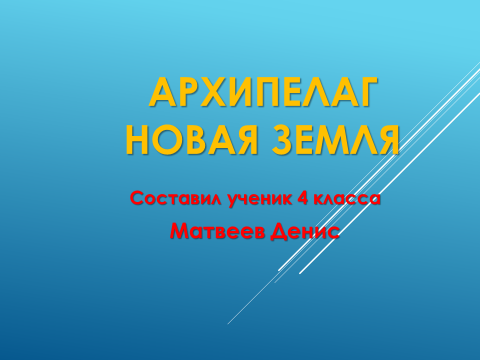 АРХИПЕЛАГ
НОВАЯ ЗЕМЛЯ
Составил ученик 4 класса
Матвеев Денис